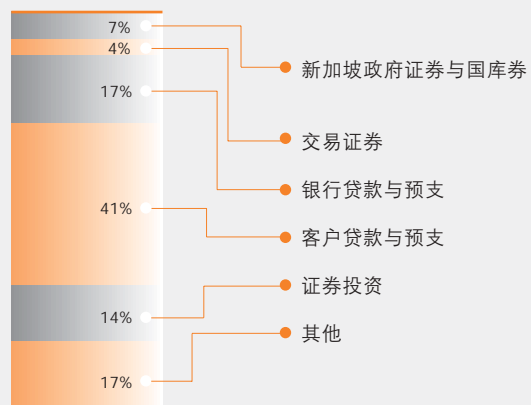 7%
新加坡政府证券与国库券
4%
交易证券
17%
银行贷款与预支
41%
客户贷款与预支
14%
证券投资
17%
其他